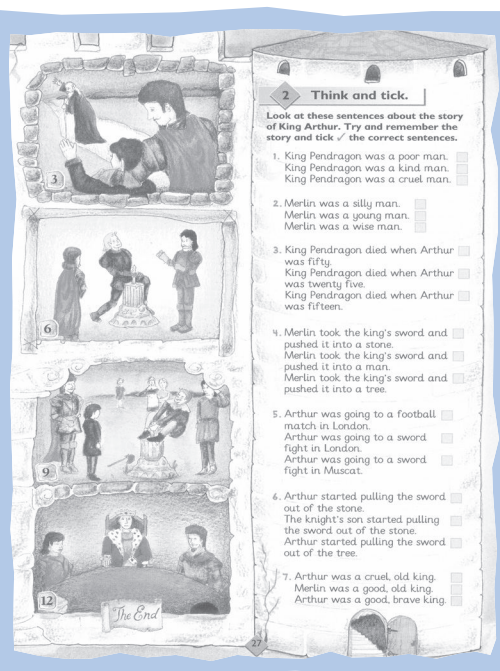 3
6
9
12
The End
2 Think and tick.
Look at these sentences about the story
of King Arthur. Try and remember the
story and tick ✓ the correct sentences.
1. King Pendragon was a poor man.
King Pendragon was a kind man.
King Pendragon was a cruel man.
2. Merlin was a silly man.
Merlin was a young man.
Merlin was a wise man.
3. King Pendragon died when Arthur
was fifty.
King Pendragon died when Arthur
was twenty five.
King Pendragon died when Arthur
was fifteen.
4. Merlin took the king's sword and
pushed it into a stone.
Merlin took the king's sword and
pushed it into a man.
Merlin took the king's sword and
pushed it into a tree.
5. Arthur was going to a football
match in London.
Arthur was going to a sword
fight in London.
Arthur was going to a sword
fight in Muscat.
6. Arthur started pulling the sword
out of the stone.
The knight's son started pulling
the sword out of the stone.
Arthur started pulling the sword
out of the tree.
7. Arthur was a cruel, old king.
Merlin was a good, old king.
Arthur was a good, brave king.
27